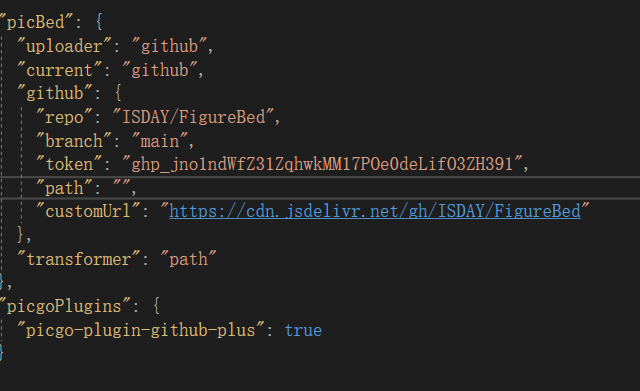 "picBed": {
"uploader": "github",
"current": "github",
"github": {
"repo": "ISDAY/FigureBed",
"branch": "main",
"token": "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",
"path": "",
"customUrl": "https://cdn.jsdelivr.net/gh/ISDAY/FigureBed"
},
"transformer": "path"
},
"picgoPlugins": {
"picgo-plugin-github-plus": true
}